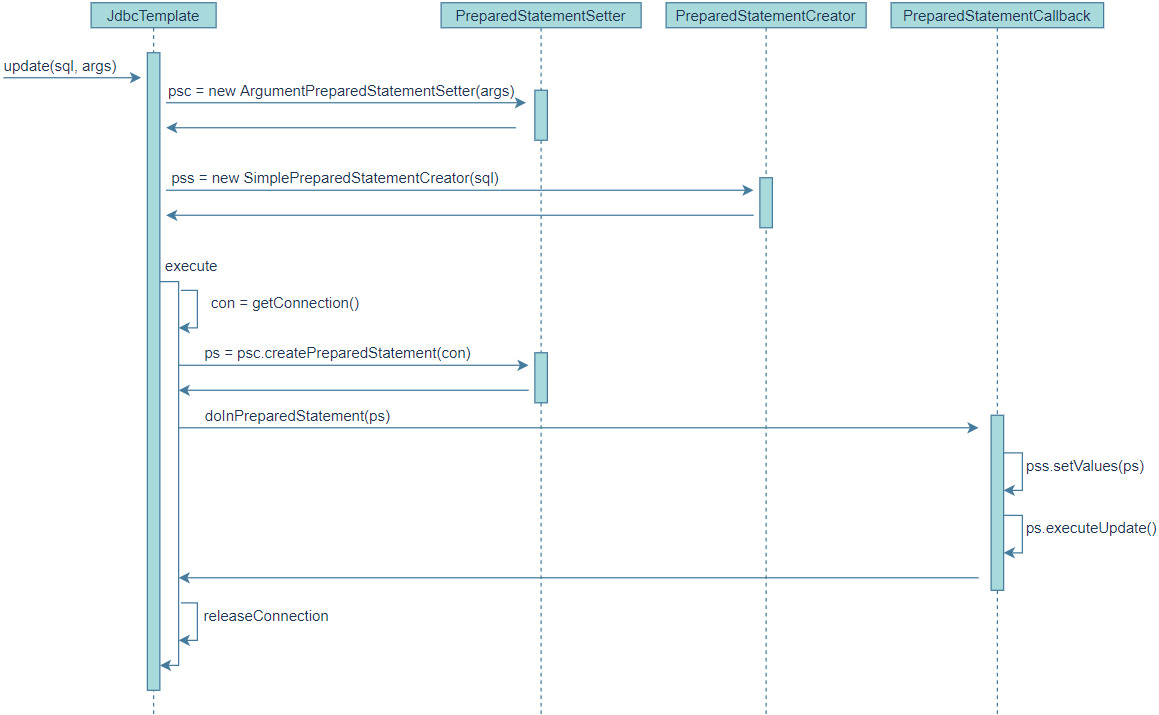 JdbcTemplate
PreparedStatementSetter
PreparedStatementCreator
PreparedStatementCallback
update(sql, args)
psc = new ArgumentPreparedStatementSetter(args)
pss = new SimplePreparedStatementCreator(sql)
execute
con = getConnection()
ps = psc.createPreparedStatement(con)
doInPreparedStatement(ps)
pss.setValues(ps)
ps.executeUpdate()
releaseConnection